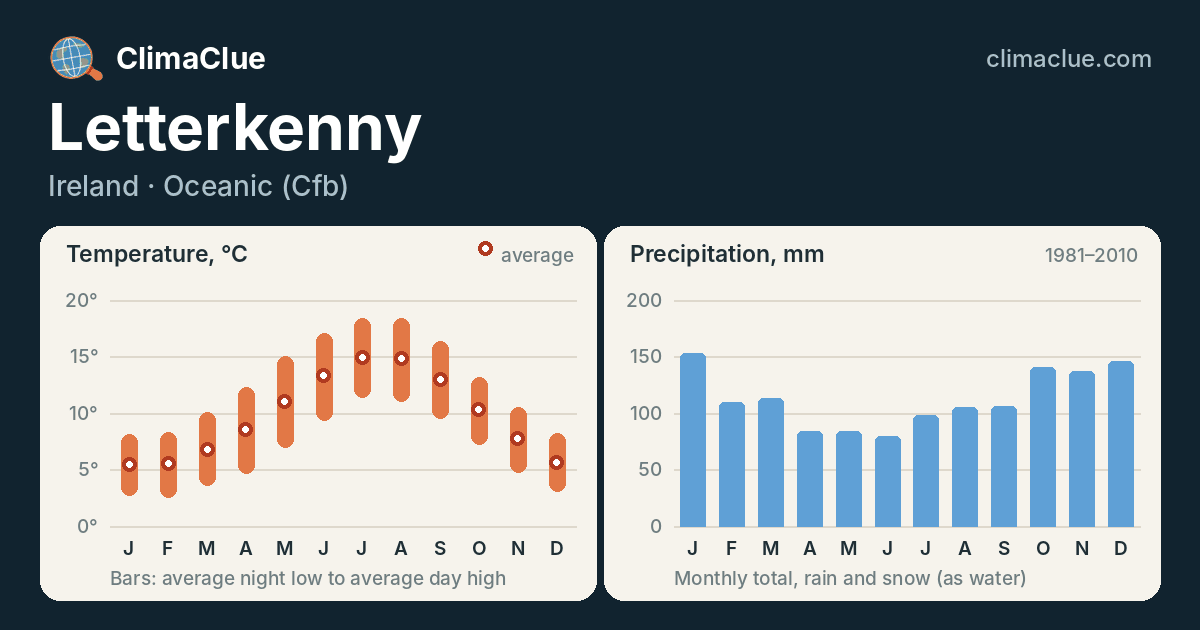 ClimaClue
climaclue.com
Letterkenny
Ireland · Oceanic (Cfb)
Temperature, °C
average
20°
15°
10°
5°
0°
J F M A M J J A S O N D
Bars: average night low to average day high
Precipitation, mm
1981–2010
200
150
100
50
0
J F M A M J J A S O N D
Monthly total, rain and snow (as water)